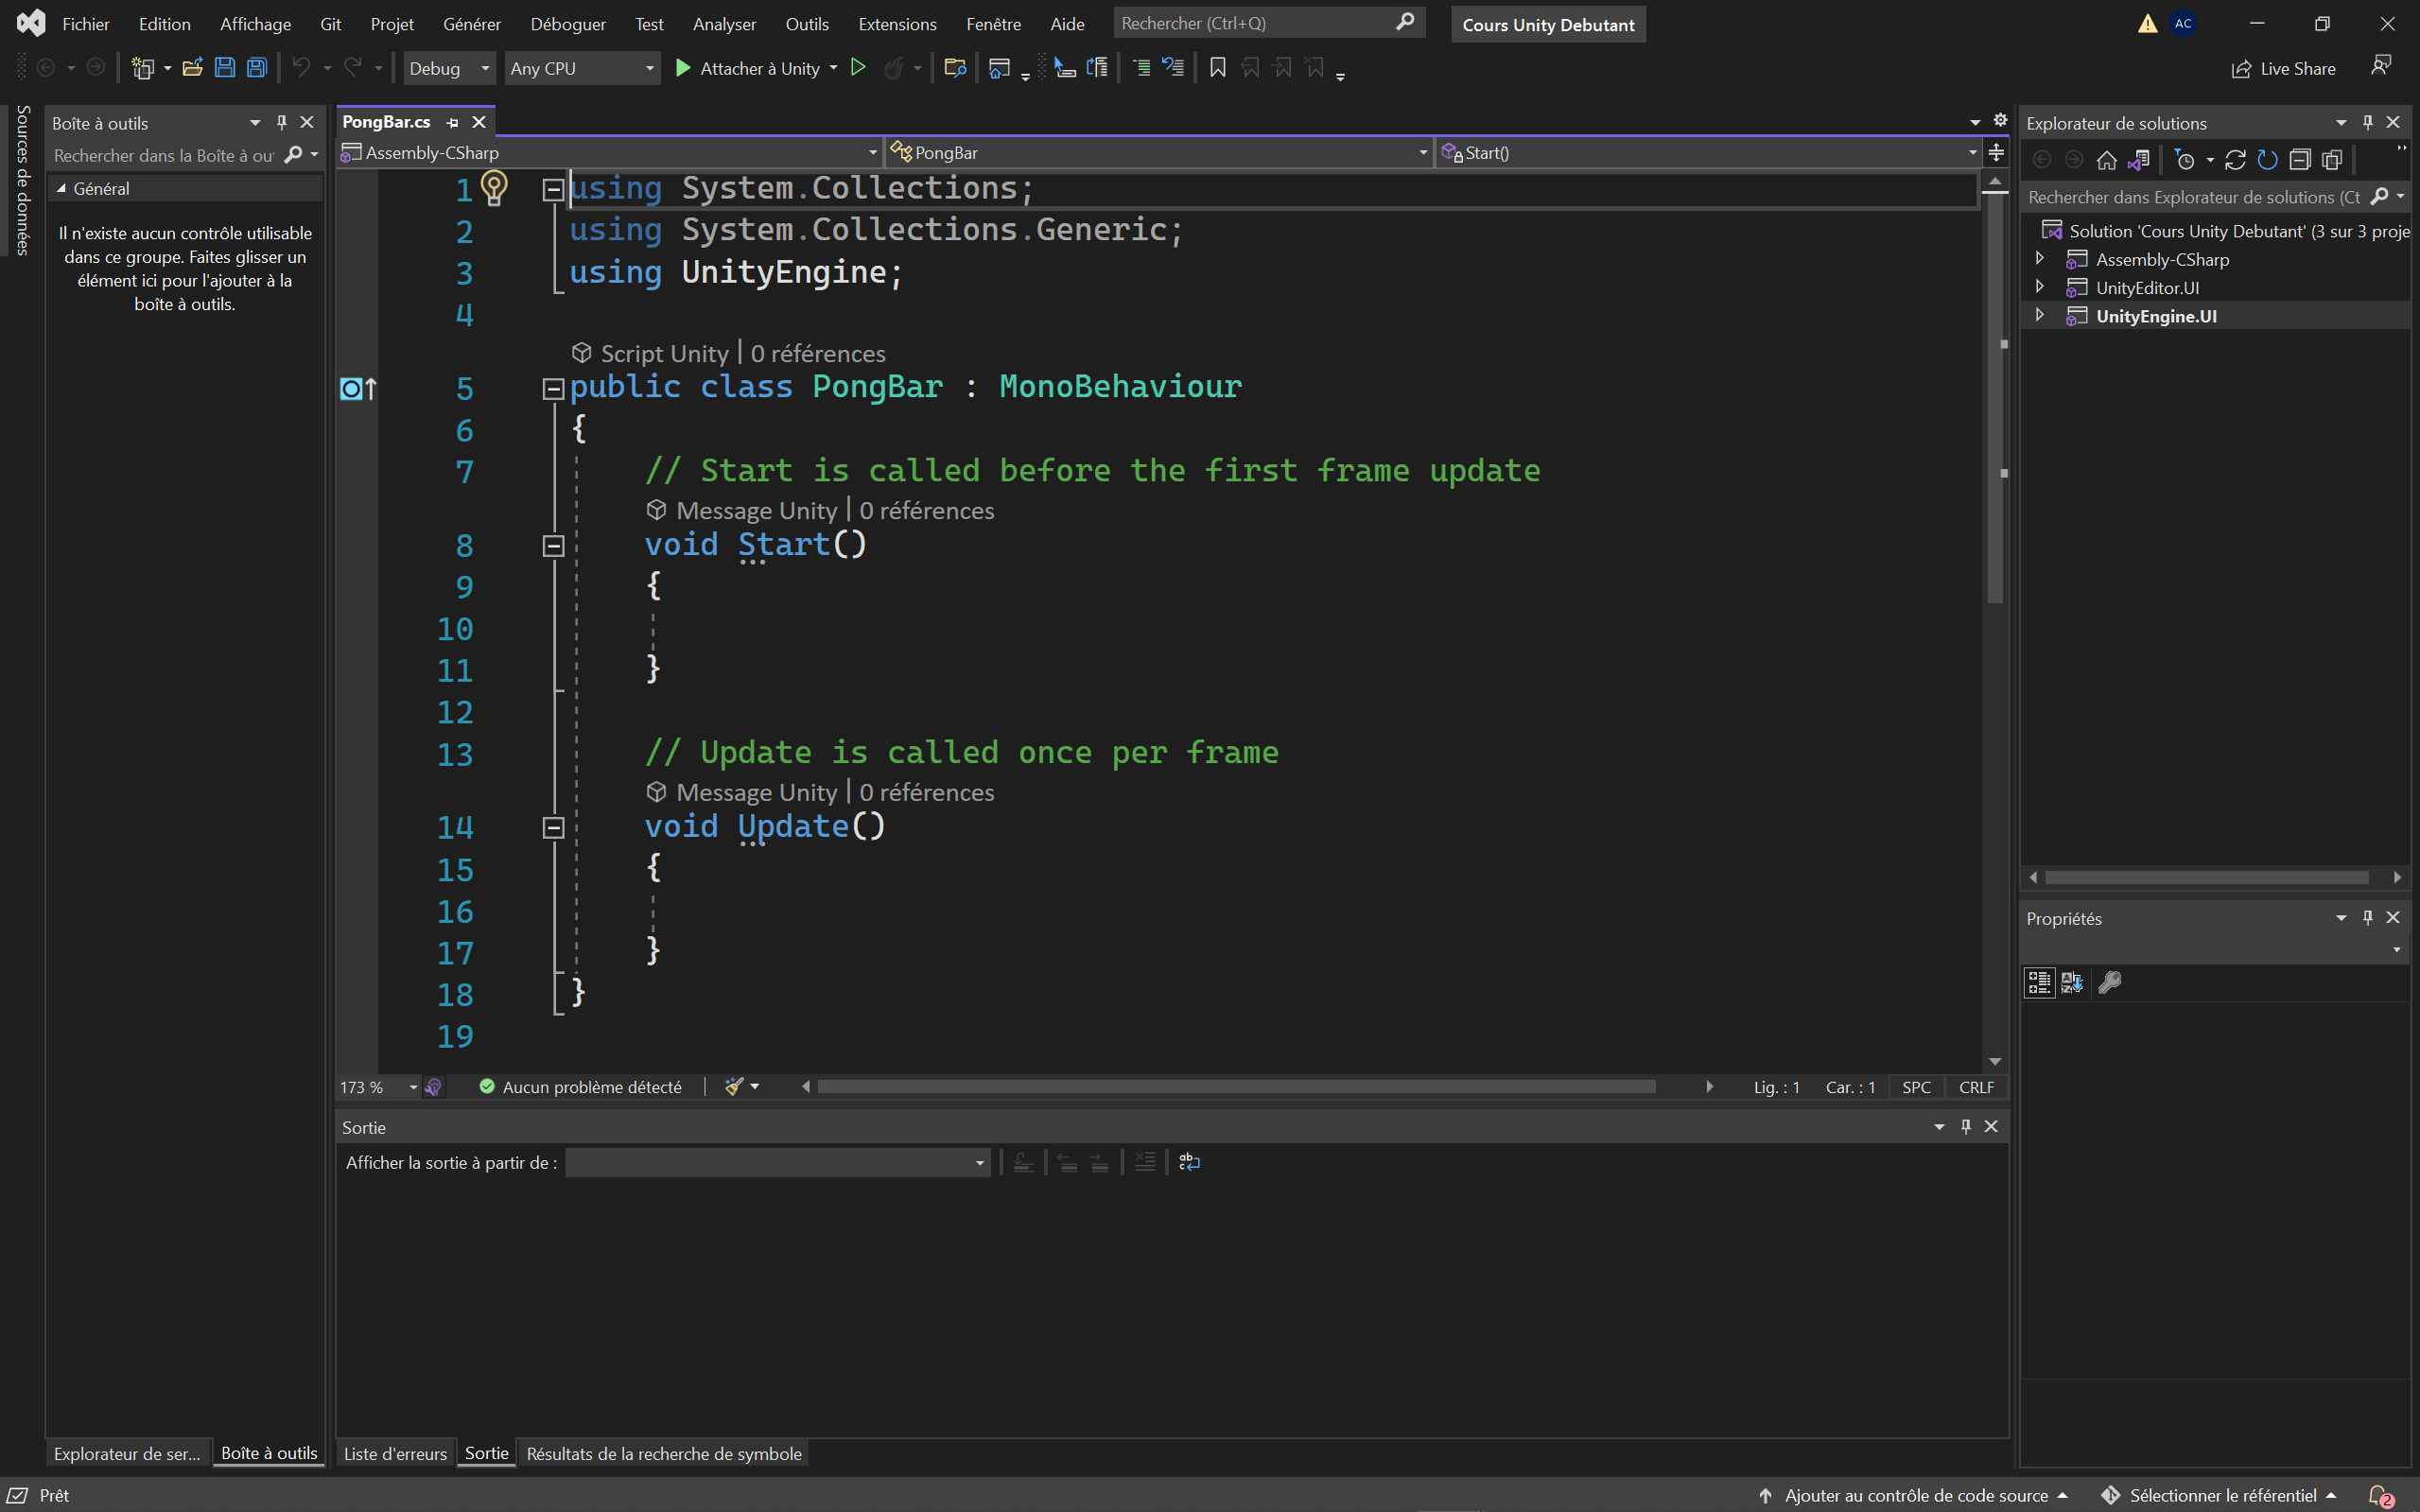 Fichier Edition Affichage Git Projet Générer Déboguer Test Analyser Outils Extensions Fenêtre Aide Rechercher (Ctrl+Q) Cours Unity Debutant AC
Debug Any CPU Attacher à Unity Live Share
Sources de données
Boîte à outils
Rechercher dans la Boîte à ou
Général
Il n'existe aucun contrôle utilisable
dans ce groupe. Faites glisser un
élément ici pour l'ajouter à la
boîte à outils.
Explorateur de ser... Boîte à outils
PongBar.cs
Assembly-CSharp PongBar Start()
1 using System.Collections;
2 using System.Collections.Generic;
3 using UnityEngine;
4
Script Unity | 0 références
5 public class PongBar : MonoBehaviour
6 {
7 // Start is called before the first frame update
Message Unity | 0 références
8 void Start()
9 {
10
11 }
12
13 // Update is called once per frame
Message Unity | 0 références
14 void Update()
15 {
16
17 }
18 }
19
173 % Aucun problème détecté Lig. : 1 Car. : 1 SPC CRLF
Sortie
Afficher la sortie à partir de :
Liste d'erreurs Sortie Résultats de la recherche de symbole
Explorateur de solutions
Rechercher dans Explorateur de solutions (Ct
Solution 'Cours Unity Debutant' (3 sur 3 proje
Assembly-CSharp
UnityEditor.UI
UnityEngine.UI
Propriétés
Prêt Ajouter au contrôle de code source Sélectionner le référentiel 2